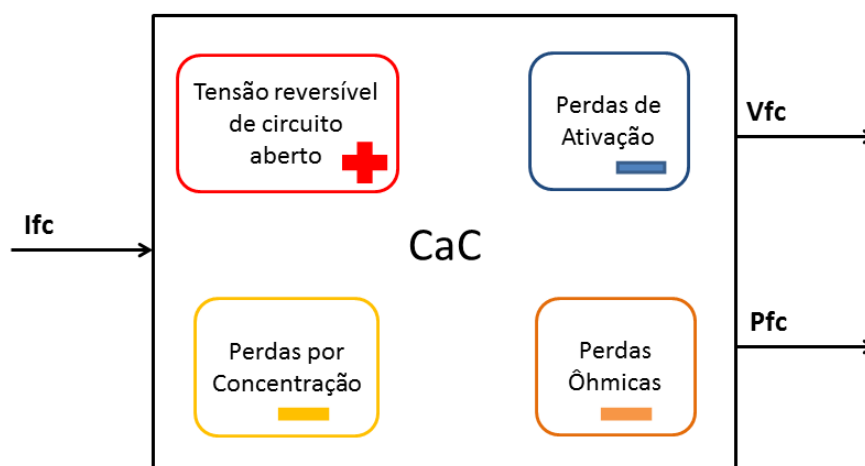 Tensão reversível
de circuito
aberto
Perdas de
Ativação
Vfc
Ifc
CaC
Pfc
Perdas por
Concentração
Perdas
Ôhmicas